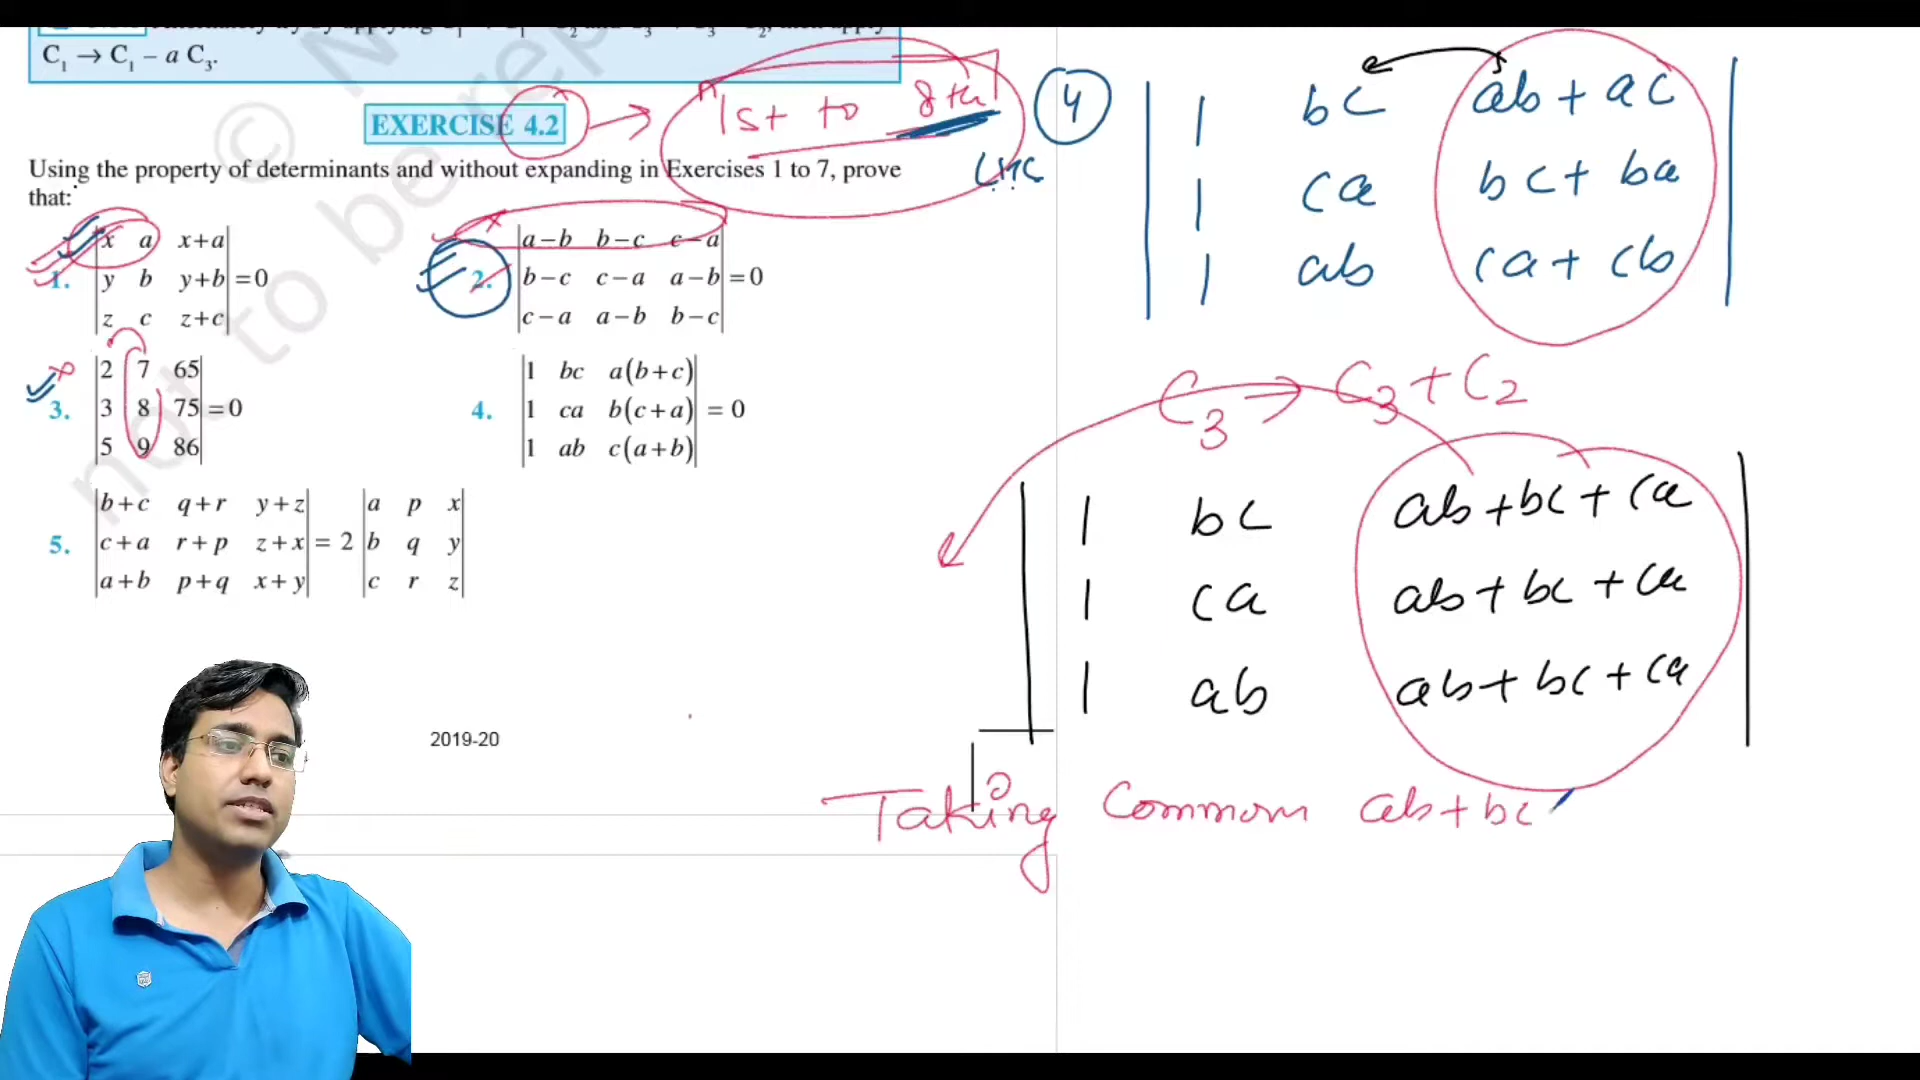 C₁ → C₁ – a C₃.
EXERCISE 4.2
1st to 8th
Using the property of determinants and without expanding in Exercises 1 to 7, prove
that:
1. |x a x+a|
|y b y+b| = 0
|z c z+c|
2. |a−b b−c c−a|
|b−c c−a a−b| = 0
|c−a a−b b−c|
3. |2 7 65|
|3 8 75| = 0
|5 9 86|
4. |1 bc a(b+c)|
|1 ca b(c+a)| = 0
|1 ab c(a+b)|
5. |b+c q+r y+z| |a p x|
|c+a r+p z+x| = 2 |b q y|
|a+b p+q x+y| |c r z|
2019-20
4
|1 bc ab+ac|
|1 ca bc+ba|
|1 ab ca+cb|
C₃ → C₃+C₂
|1 bc ab+bc+ca|
|1 ca ab+bc+ca|
|1 ab ab+bc+ca|
Taking Common ab+bc